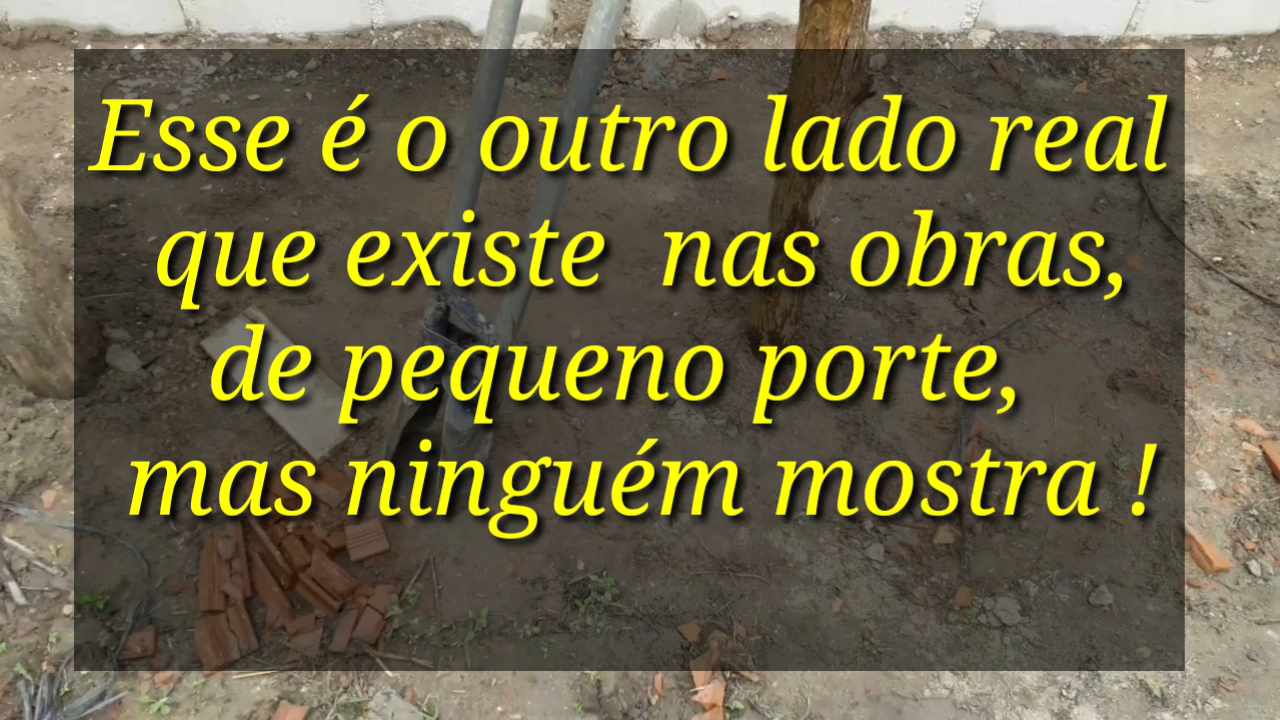 Esse é o outro lado real
que existe nas obras,
de pequeno porte,
mas ninguém mostra !